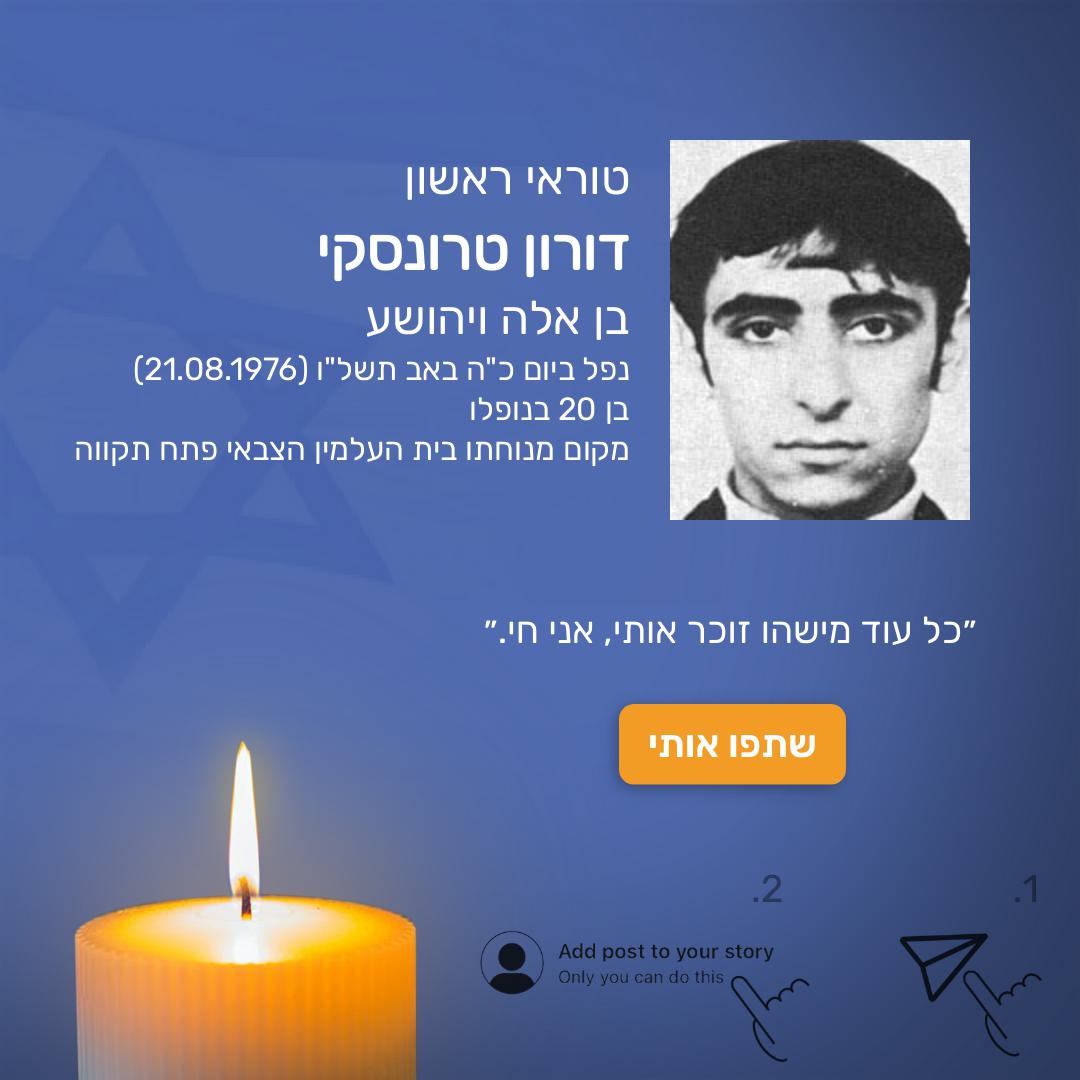 טוראי ראשון
דורון טרונסקי
בן אלה ויהושע
נפל ביום כ"ה באב תשל"ו (21.08.1976)
בן 20 בנופלו
מקום מנוחתו בית העלמין הצבאי פתח תקווה
״כל עוד מישהו זוכר אותי, אני חי.״
שתפו אותי
1.
2.
Add post to your story
Only you can do this